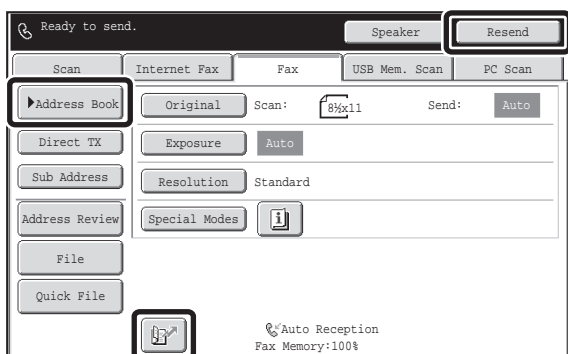 Ready to send.
Speaker
Resend
Scan
Internet Fax
Fax
USB Mem. Scan
PC Scan
Address Book
Original
Scan:
8½x11
Send:
Auto
Direct TX
Exposure
Auto
Sub Address
Resolution
Standard
Address Review
Special Modes
File
Quick File
Auto Reception
Fax Memory:100%